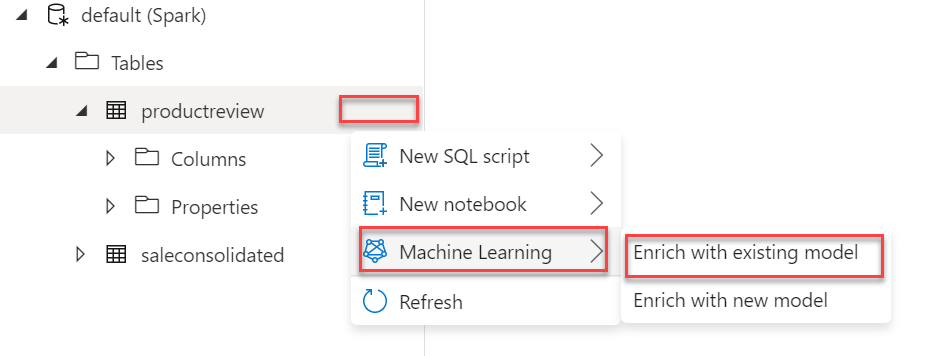 default (Spark)
Tables
productreview
Columns
New SQL script
Properties
New notebook
saleconsolidated
Machine Learning
Enrich with existing model
Refresh
Enrich with new model